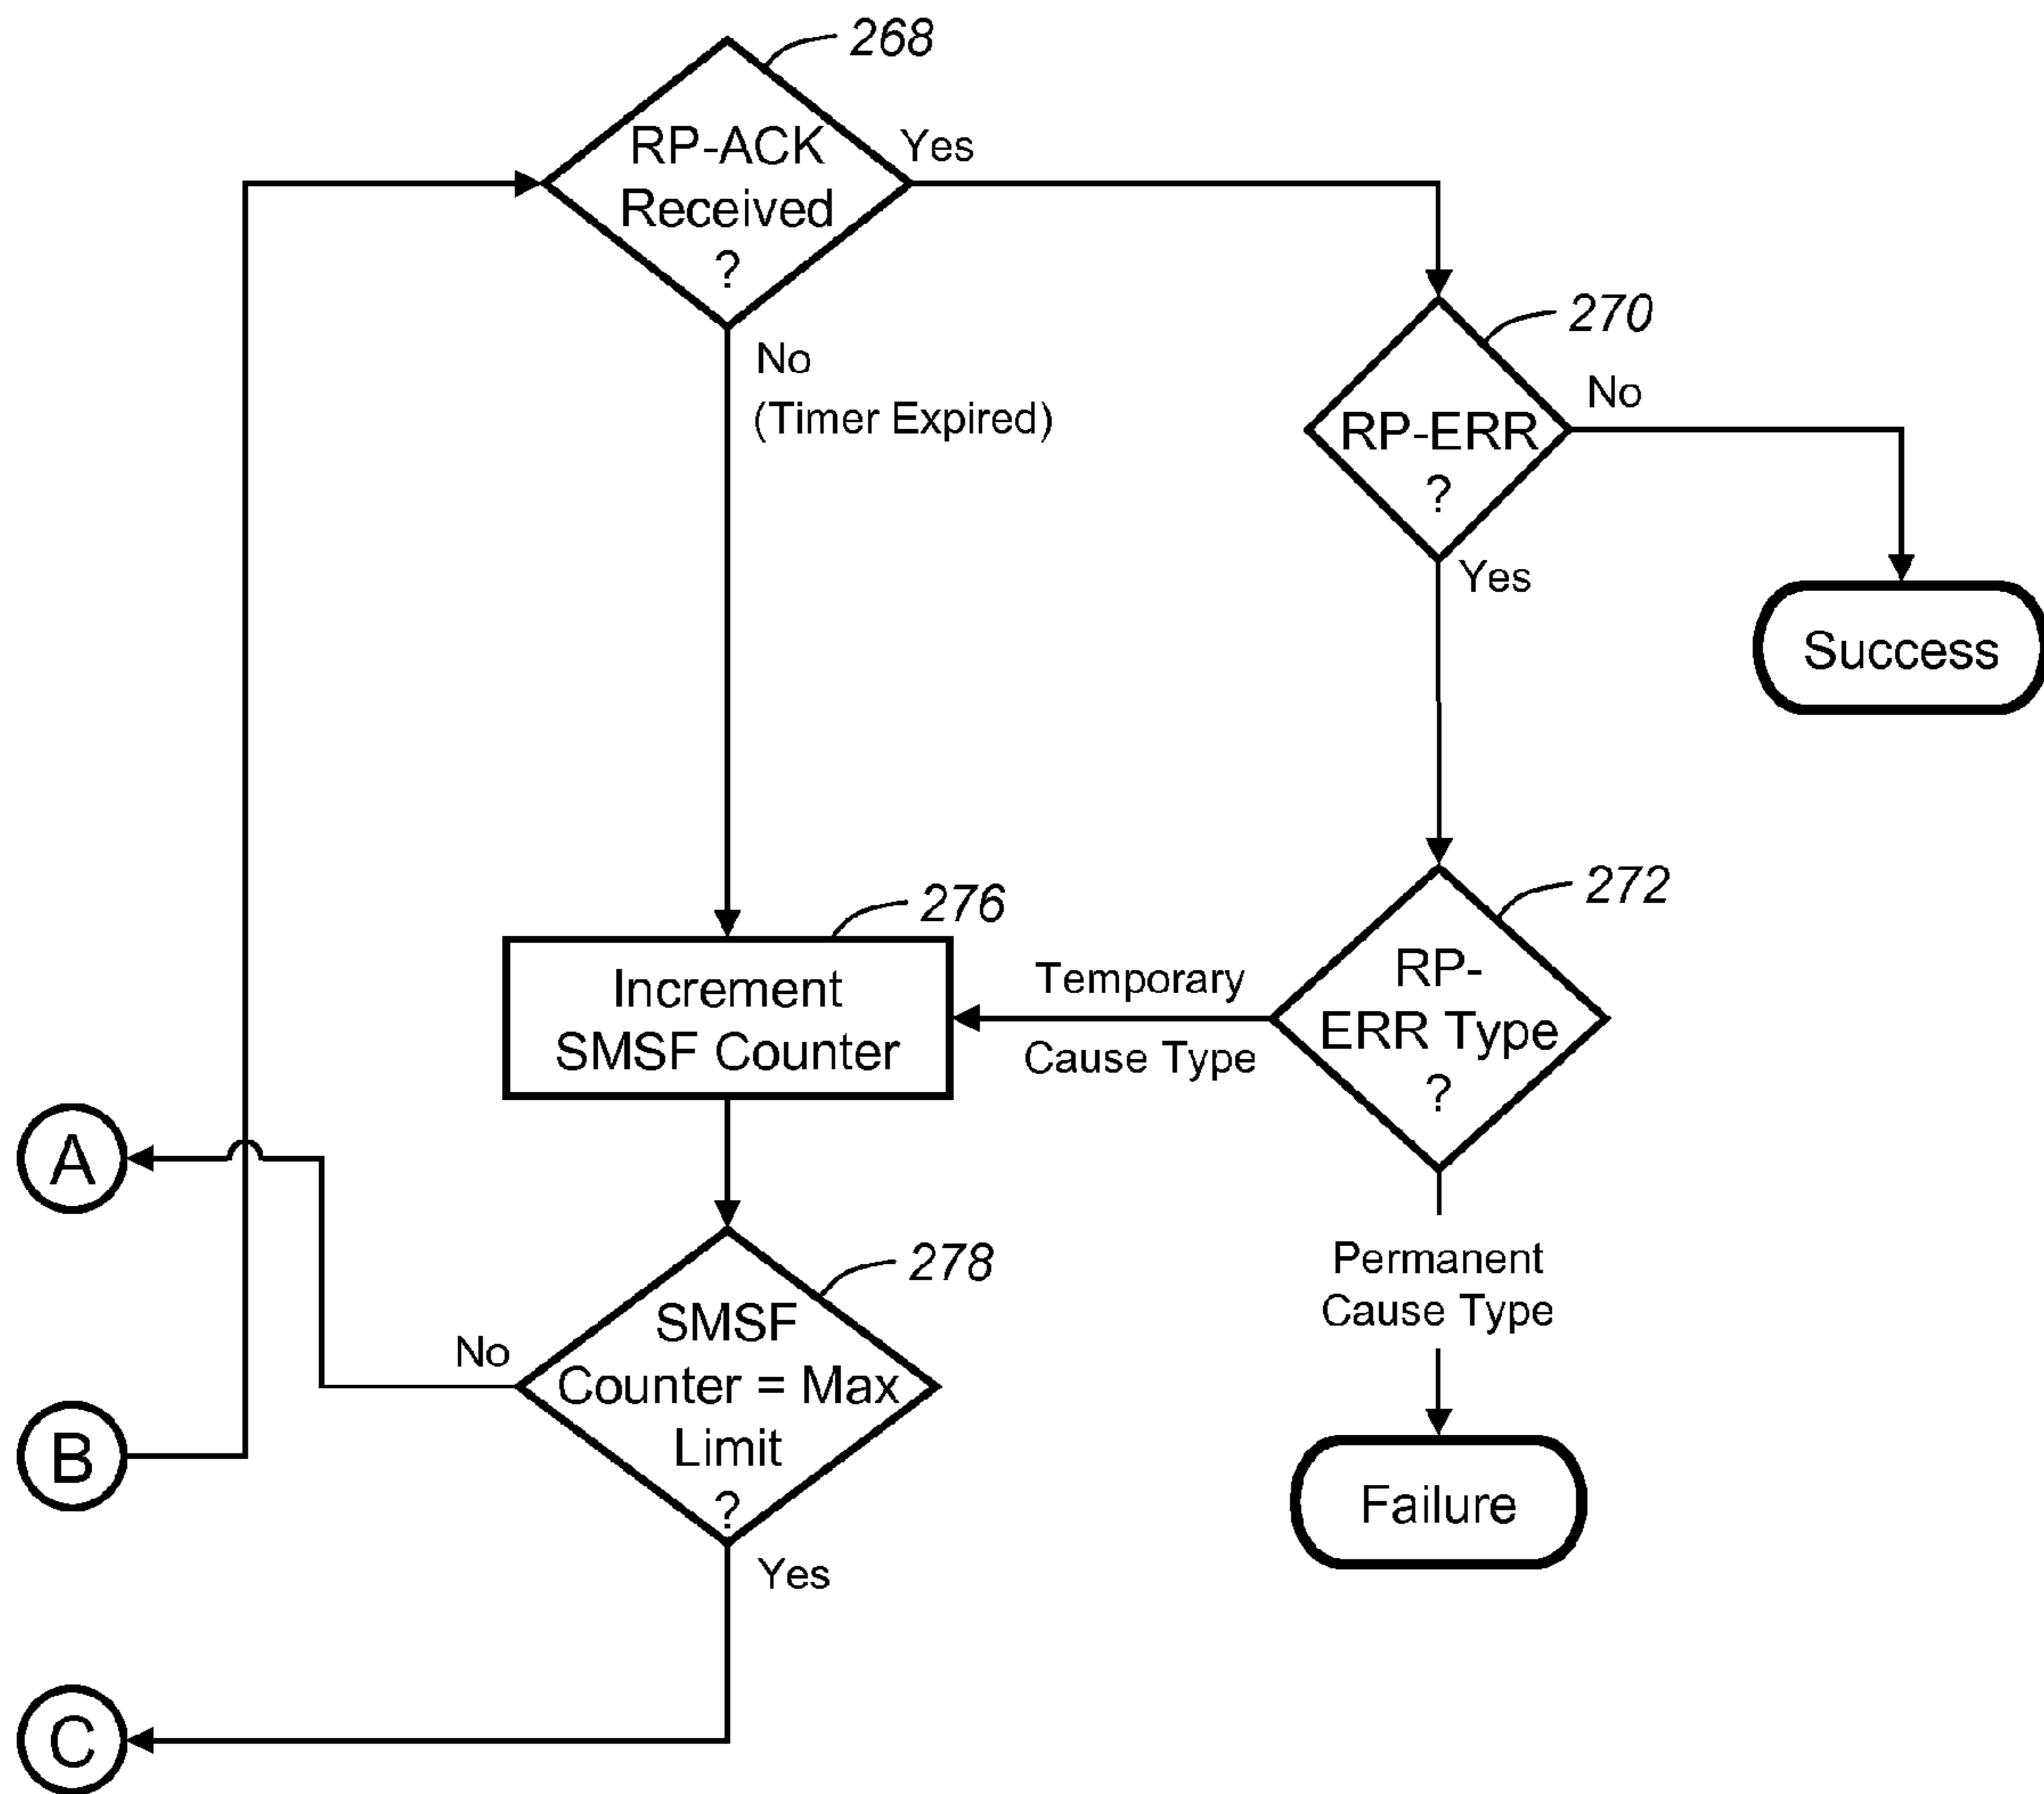 268
RP-ACK
Received
?
Yes
No
(Timer Expired)
270
RP-ERR
?
No
Yes
Success
272
RP-
ERR Type
?
Temporary
Cause Type
276
Increment
SMSF Counter
Permanent
Cause Type
Failure
278
SMSF
Counter = Max
Limit
?
No
Yes
A
B
C